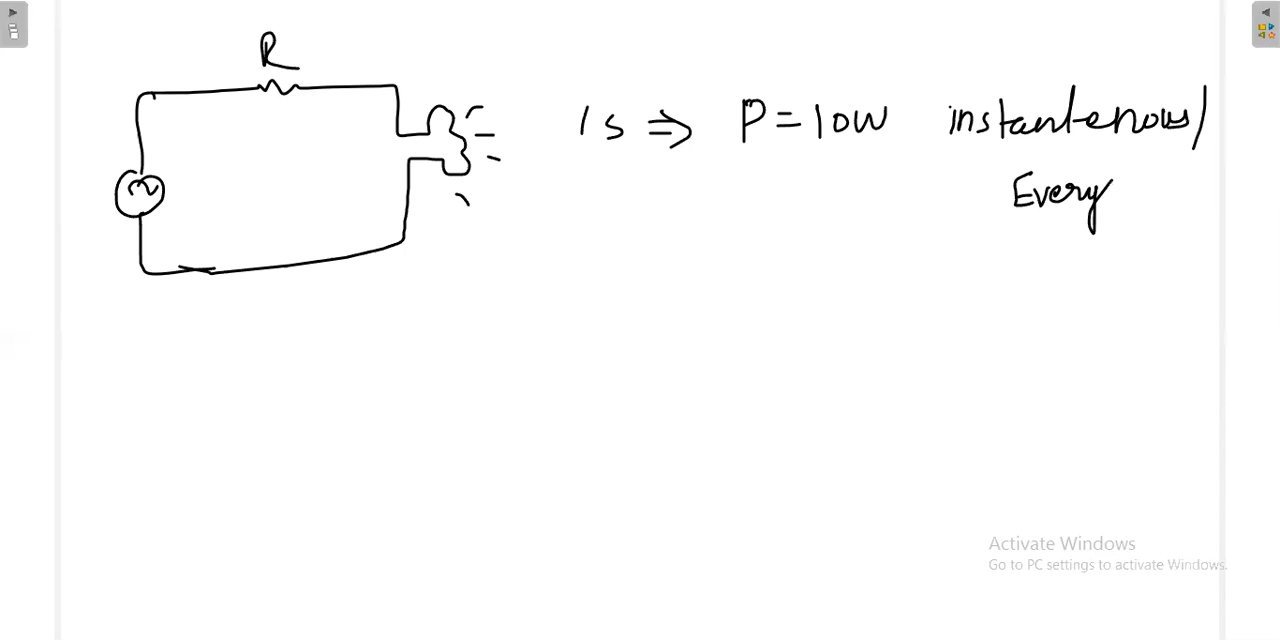 R
1s ⇒ P = 10W instantenous/
Every
Activate Windows
Go to PC settings to activate Windows.